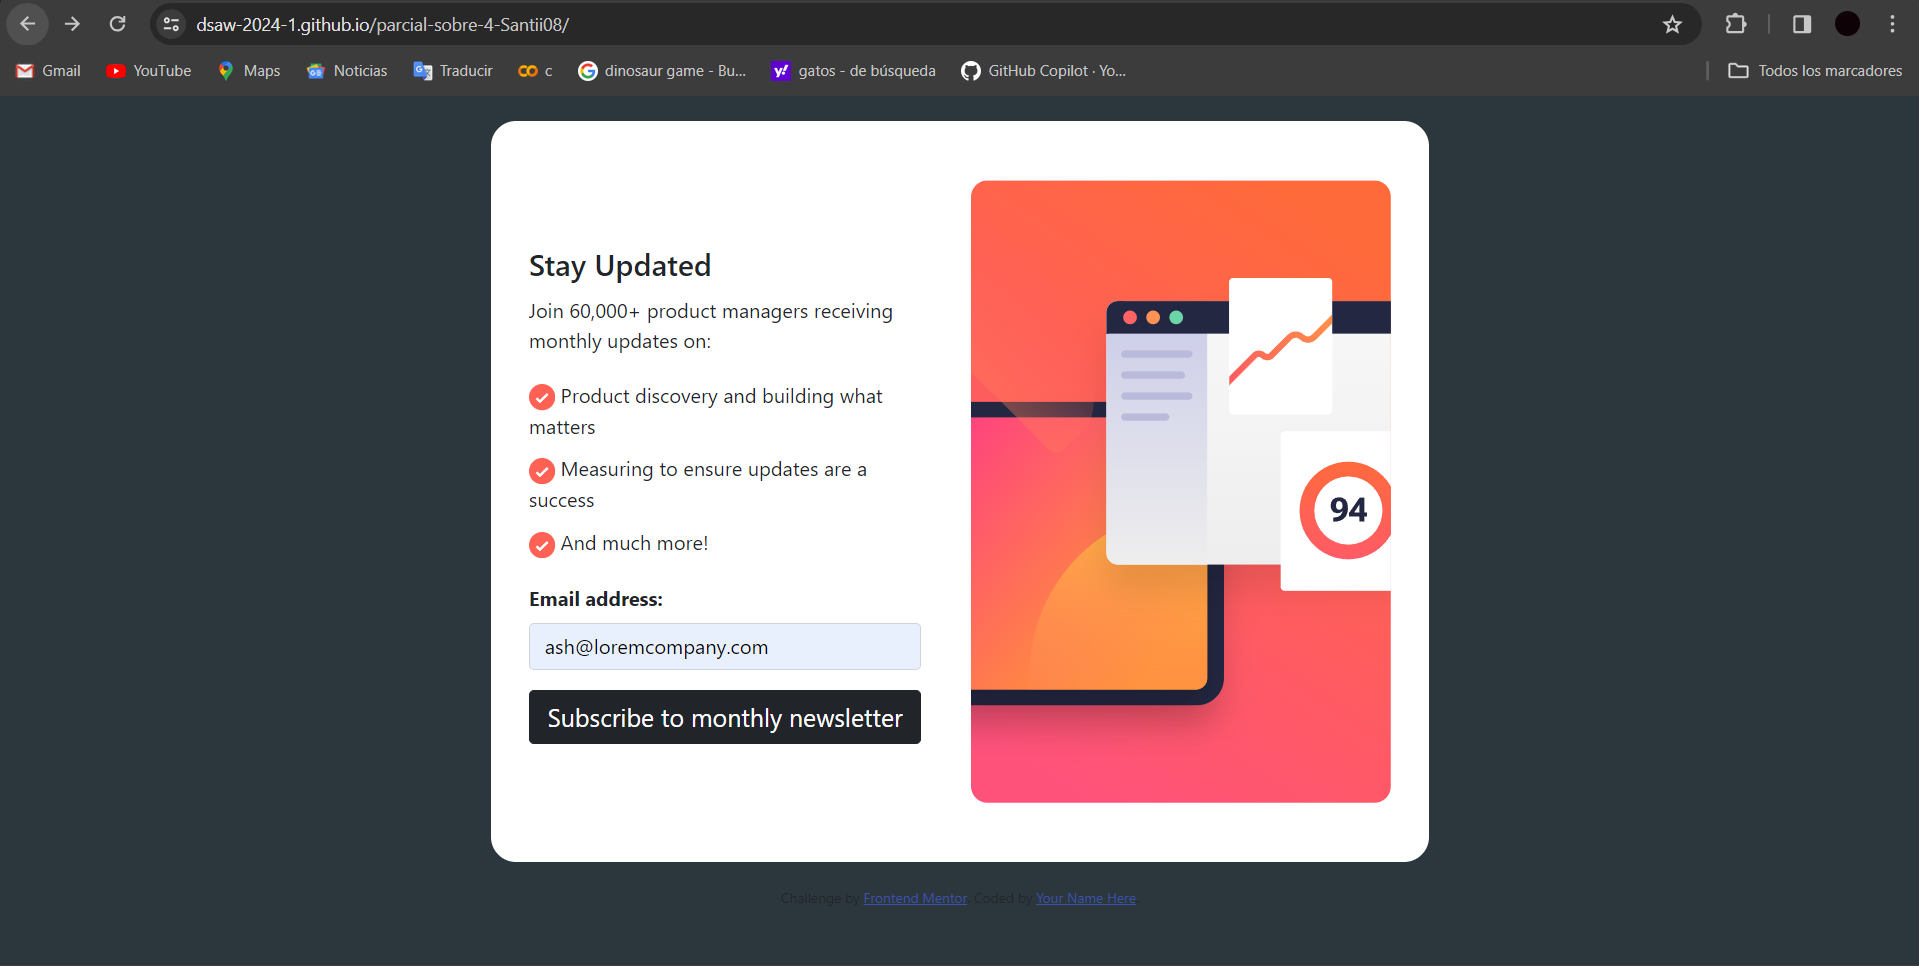 dsaw-2024-1.github.io/parcial-sobre-4-Santii08/
Gmail
YouTube
Maps
Noticias
Traducir
c
dinosaur game - Bu...
gatos - de búsqueda
GitHub Copilot · Yo...
Todos los marcadores
Stay Updated
Join 60,000+ product managers receiving
monthly updates on:
Product discovery and building what
matters
Measuring to ensure updates are a
success
And much more!
Email address:
ash@loremcompany.com
Subscribe to monthly newsletter
94
Challenge by Frontend Mentor. Coded by Your Name Here.